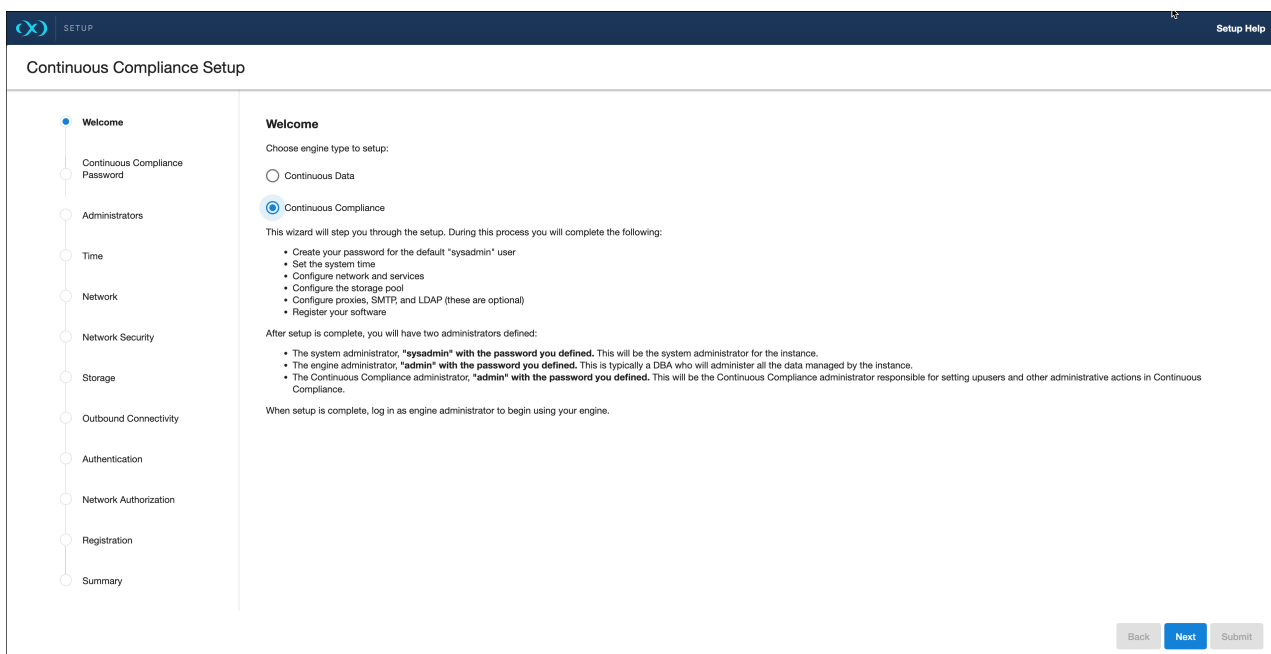 SETUP
Setup Help
Continuous Compliance Setup
Welcome
Continuous Compliance
Password
Administrators
Time
Network
Network Security
Storage
Outbound Connectivity
Authentication
Network Authorization
Registration
Summary
Welcome
Choose engine type to setup:
Continuous Data
Continuous Compliance
This wizard will step you through the setup. During this process you will complete the following:
• Create your password for the default "sysadmin" user
• Set the system time
• Configure network and services
• Configure the storage pool
• Configure proxies, SMTP, and LDAP (these are optional)
• Register your software
After setup is complete, you will have two administrators defined:
• The system administrator, "sysadmin" with the password you defined. This will be the system administrator for the instance.
• The engine administrator, "admin" with the password you defined. This is typically a DBA who will administer all the data managed by the instance.
• The Continuous Compliance administrator, "admin" with the password you defined. This will be the Continuous Compliance administrator responsible for setting upusers and other administrative actions in Continuous
Compliance.
When setup is complete, log in as engine administrator to begin using your engine.
Back
Next
Submit